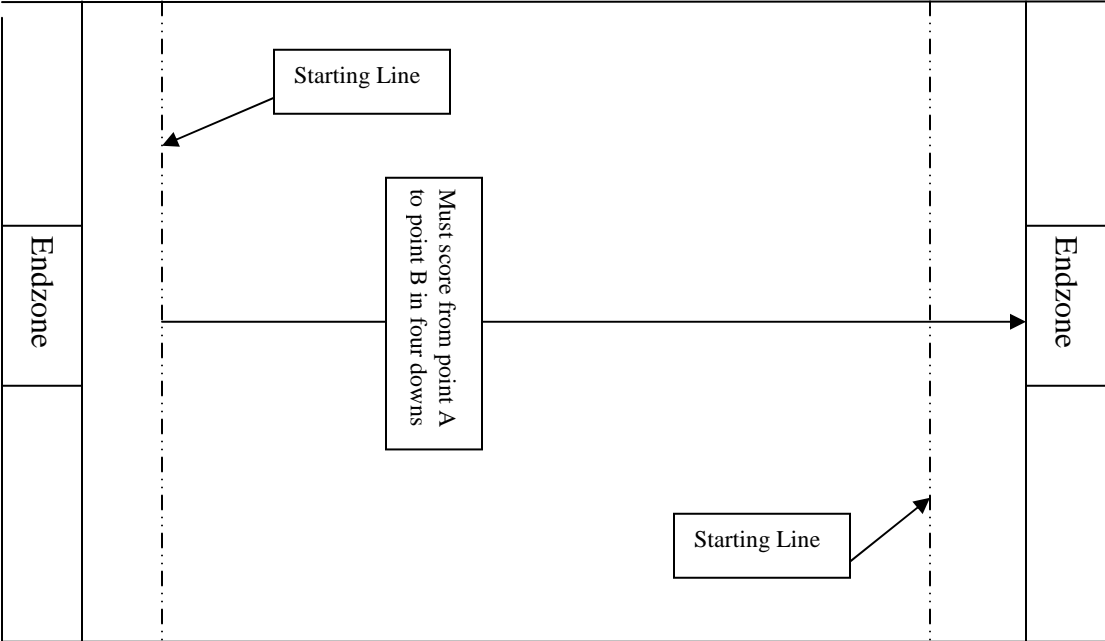 Starting Line
Must score from point A
to point B in four downs
Endzone
Endzone
Starting Line